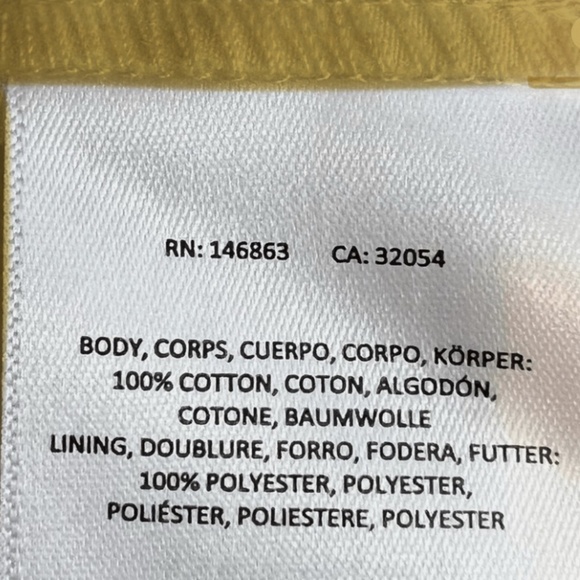 RN: 146863 CA: 32054
BODY, CORPS, CUERPO, CORPO, KÖRPER:
100% COTTON, COTON, ALGODÓN,
COTONE, BAUMWOLLE
LINING, DOUBLURE, FORRO, FODERA, FUTTER:
100% POLYESTER, POLYESTER,
POLIÉSTER, POLIESTERE, POLYESTER